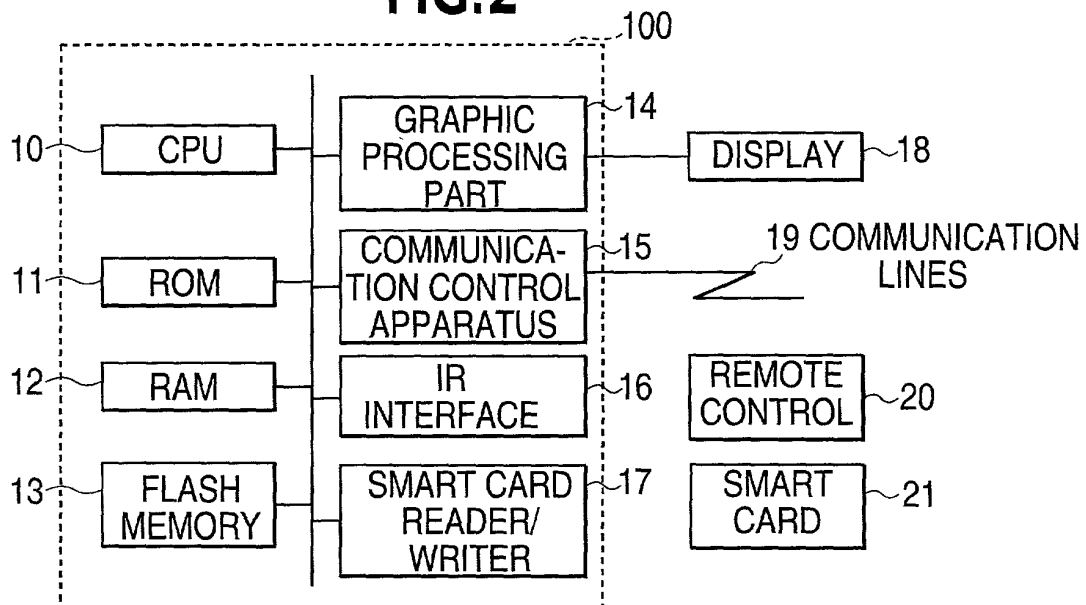 FIG.2
100
10
CPU
GRAPHIC
PROCESSING
PART
14
DISPLAY
18
11
ROM
COMMUNICA-
TION CONTROL
APPARATUS
15
19 COMMUNICATION
LINES
12
RAM
IR
INTERFACE
16
REMOTE
CONTROL
20
13
FLASH
MEMORY
SMART CARD
READER/
WRITER
17
SMART
CARD
21